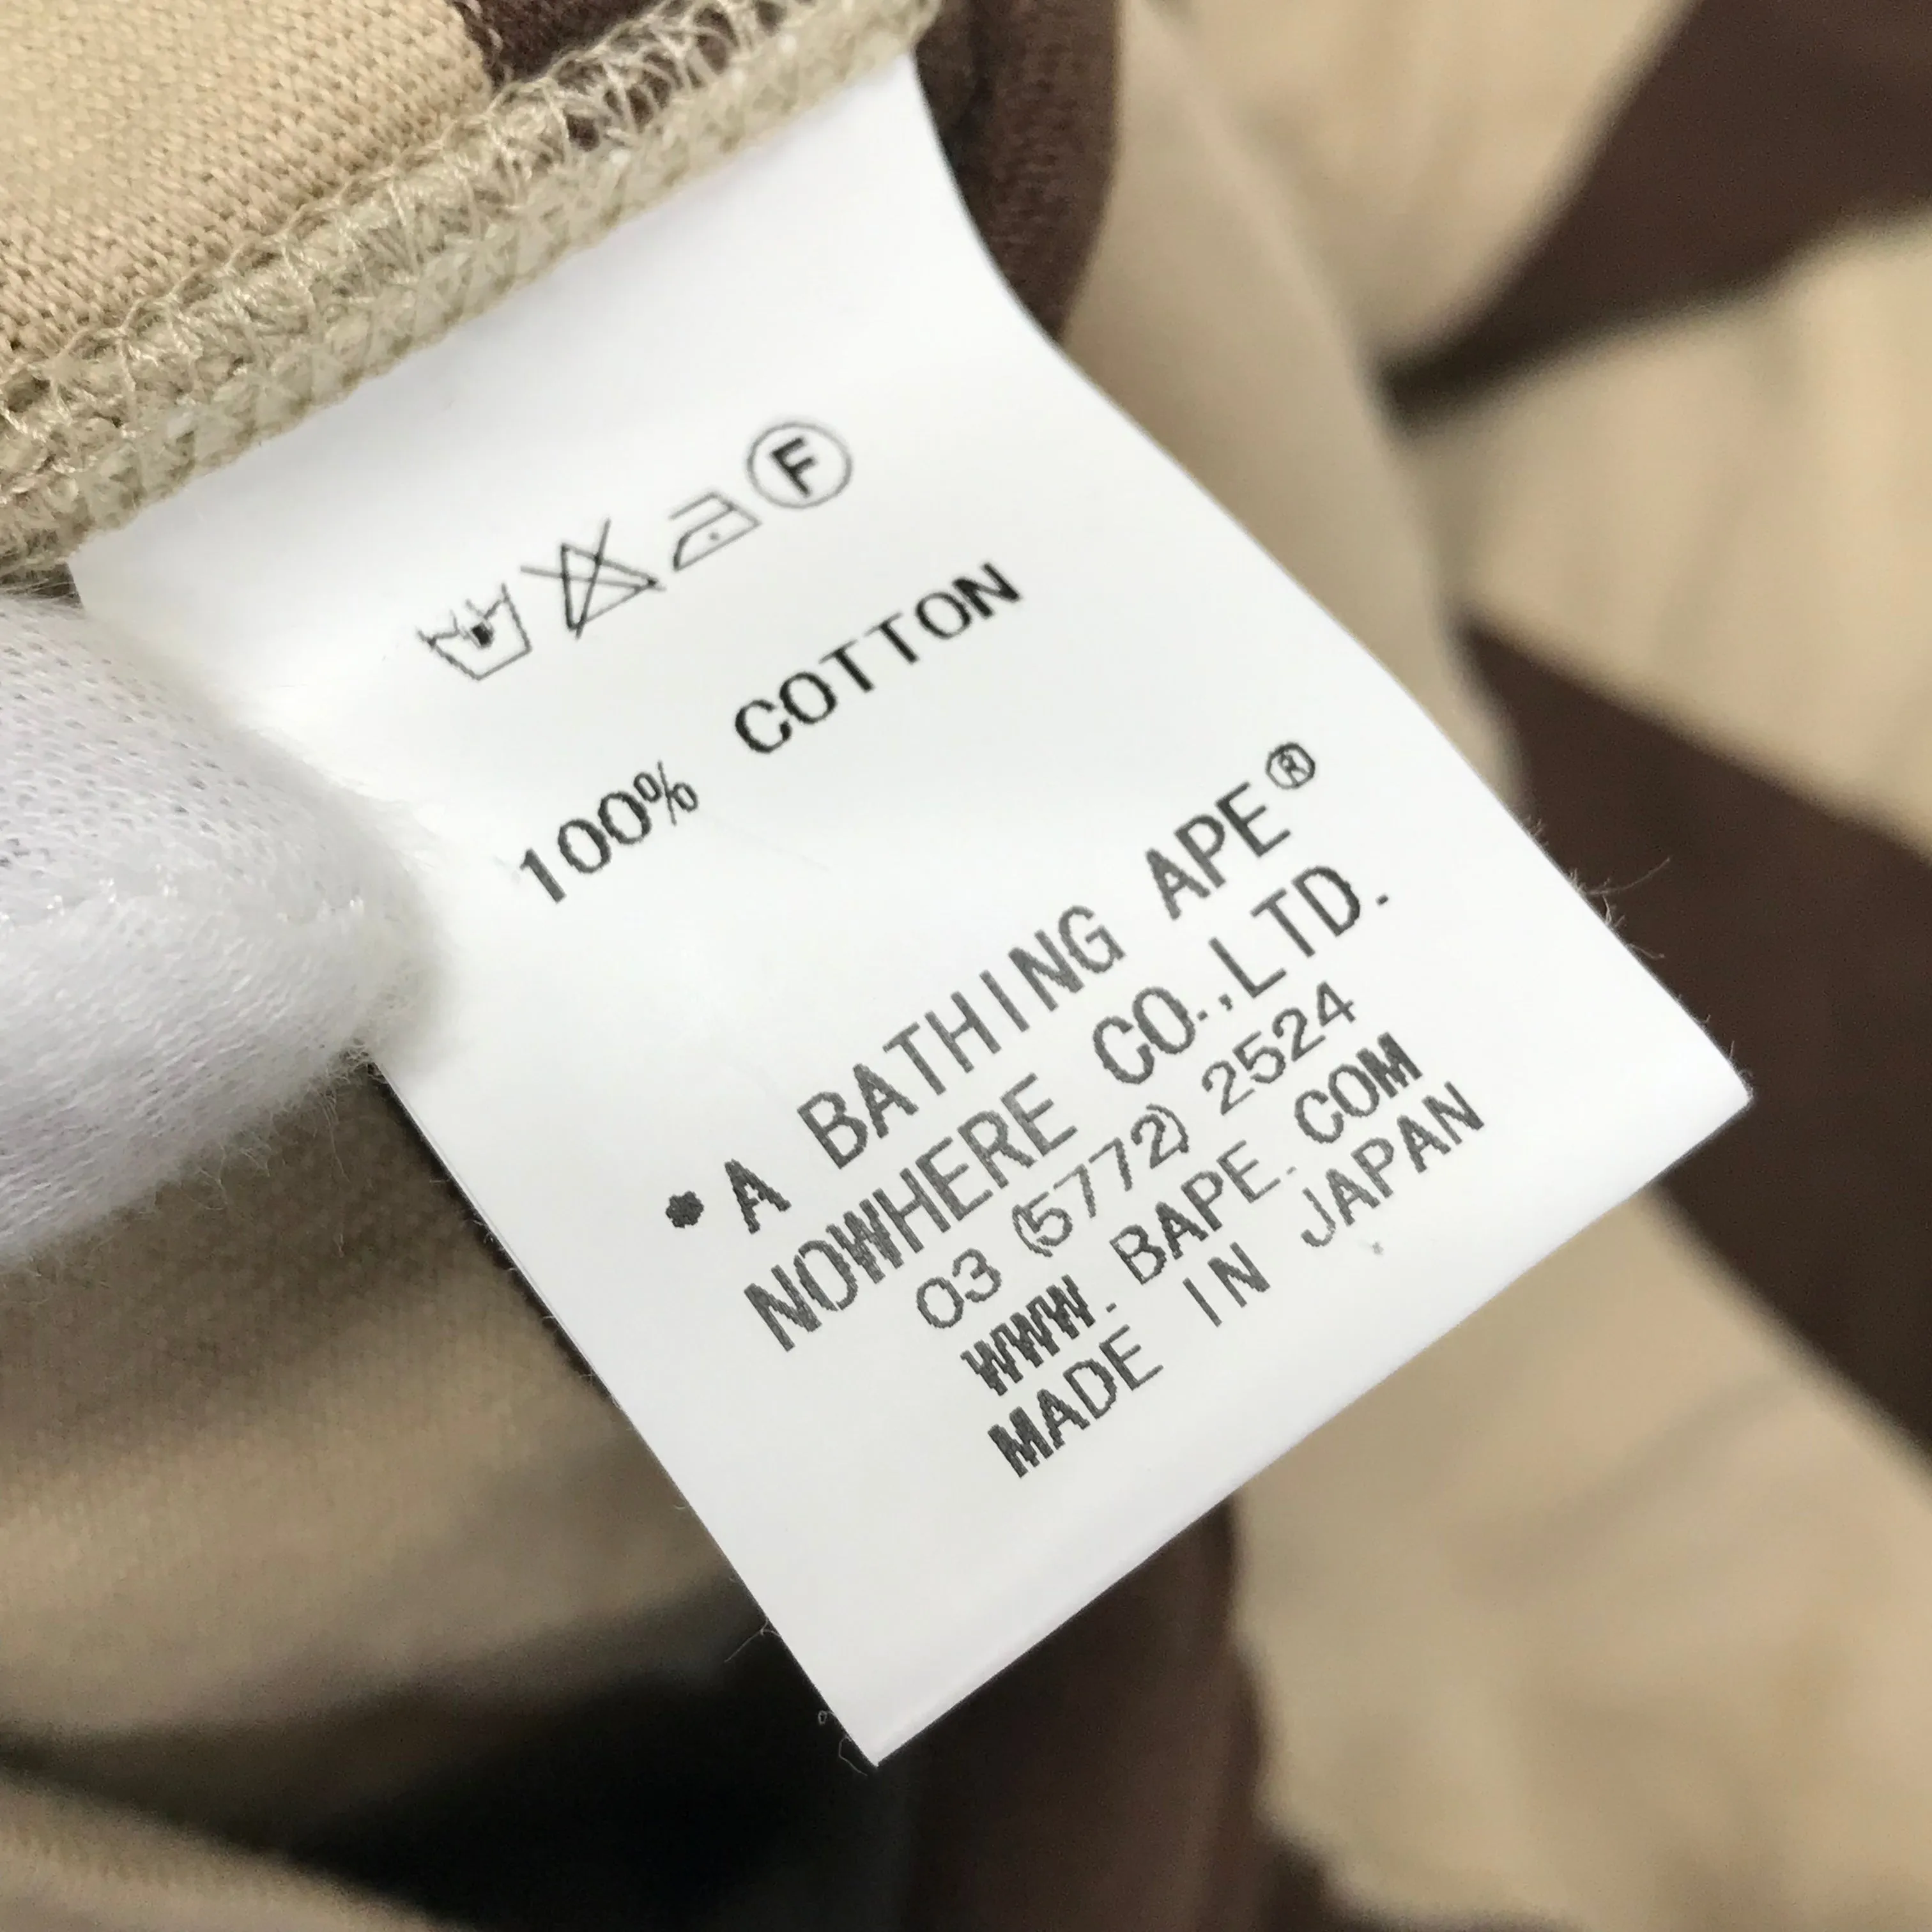 F
100% COTTON
•A BATHING APE®
NOWHERE CO.,LTD.
03 (5772) 2524
WWW.BAPE.COM
MADE IN JAPAN